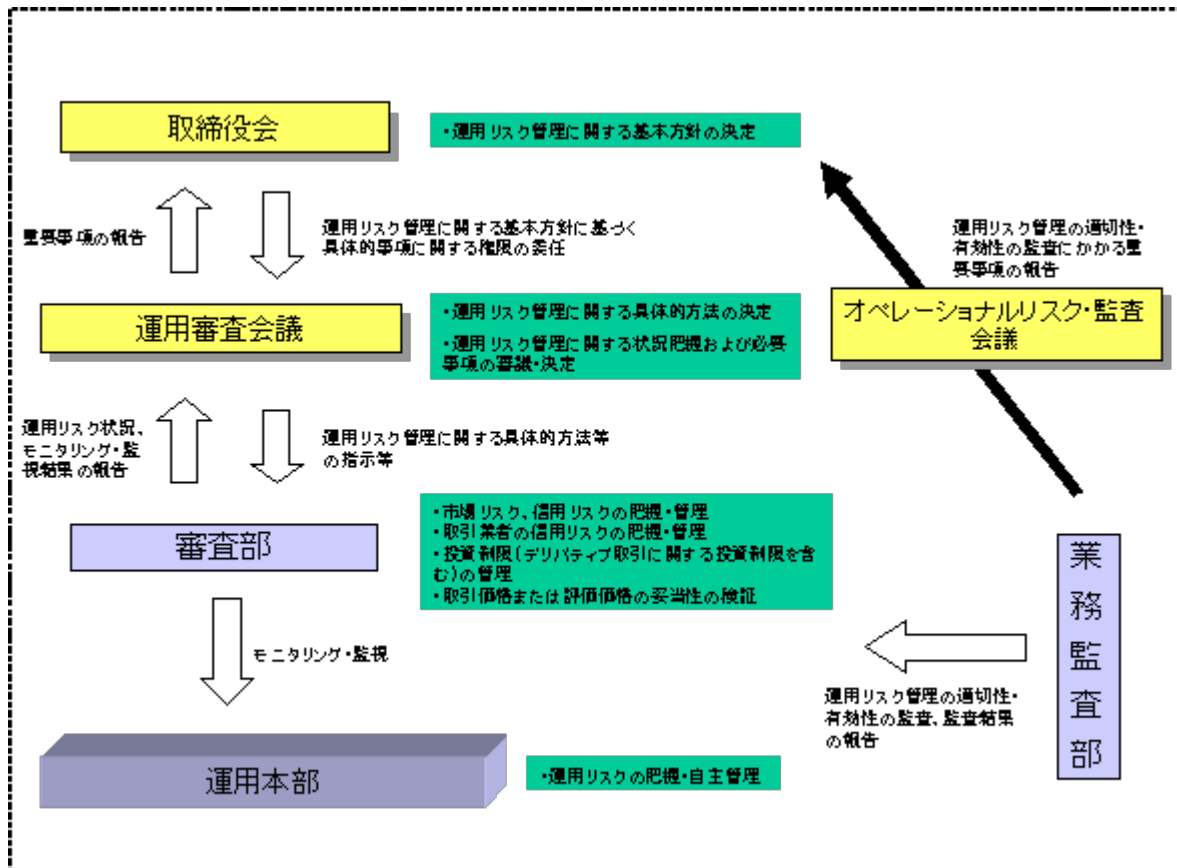 取締役会
・運用リスク管理に関する基本方針の決定
重要事項の報告
運用リスク管理に関する基本方針に基づく
具体的事項に関する権限の委任
運用リスク管理の適切性・
有効性の監査にかかる重
要事項の報告
運用審査会議
・運用リスク管理に関する具体的方法の決定
・運用リスク管理に関する状況把握および必要
事項の審議・決定
オペレーショナルリスク・監査
会議
運用リスク状況、
モニタリング・監
視結果の報告
運用リスク管理に関する具体的方法等
の指示等
審査部
・市場リスク、信用リスクの把握・管理
・取引業者の信用リスクの把握・管理
・投資制限(デリバティブ取引に関する投資制限を含
む)の管理
・取引価格または評価価格の妥当性の検証
業務監査部
モニタリング・監視
運用リスク管理の適切性・
有効性の監査、監査結果
の報告
運用本部
・運用リスクの把握・自主管理